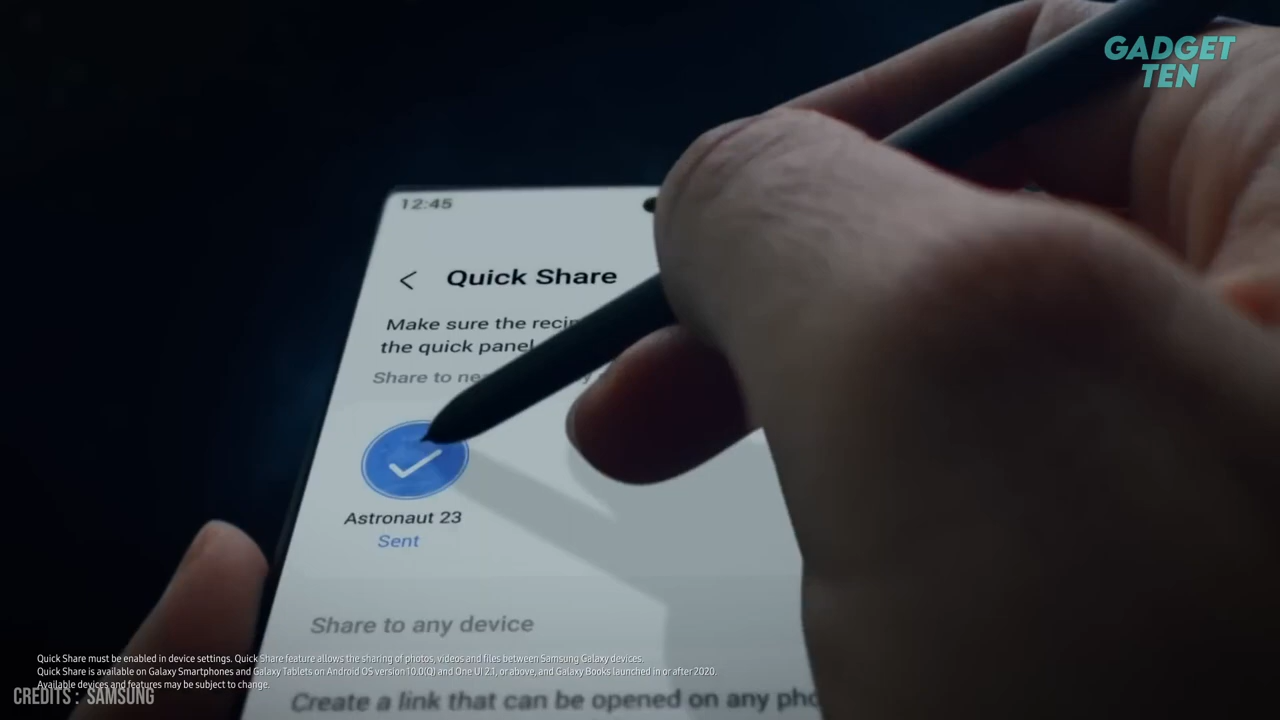 GADGET
TEN
12:45
Quick Share
Make sure the
the quick panel
Share to
Astronaut 23
Sent
Share to any device
Create a link that can be opened on any
Quick Share must be enabled in device settings. Quick Share feature allows the sharing of photos, videos and files between Samsung Galaxy devices.
Quick Share is available on Galaxy Smartphones and Galaxy Tablets on Android OS version 10.0(Q) and One UI 2.1, or above, and Galaxy Books launched in or after 2020.
Available devices and features may be subject to change.
CREDITS : SAMSUNG